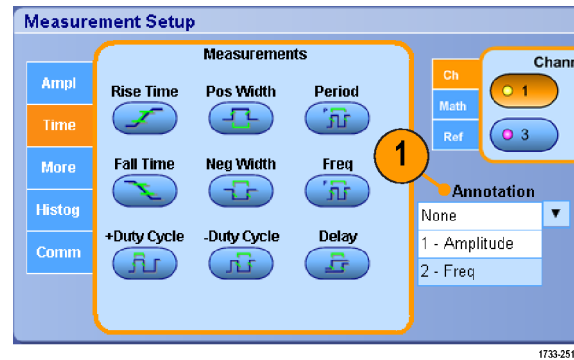 Measurement Setup
Measurements
Ampl
Time
More
Histog
Comm
Rise Time Pos Width Period
Fall Time Neg Width Freq
+Duty Cycle -Duty Cycle Delay
Ch
Math
Ref
Chann
1
3
1
Annotation
None
1 - Amplitude
2 - Freq
1733-251